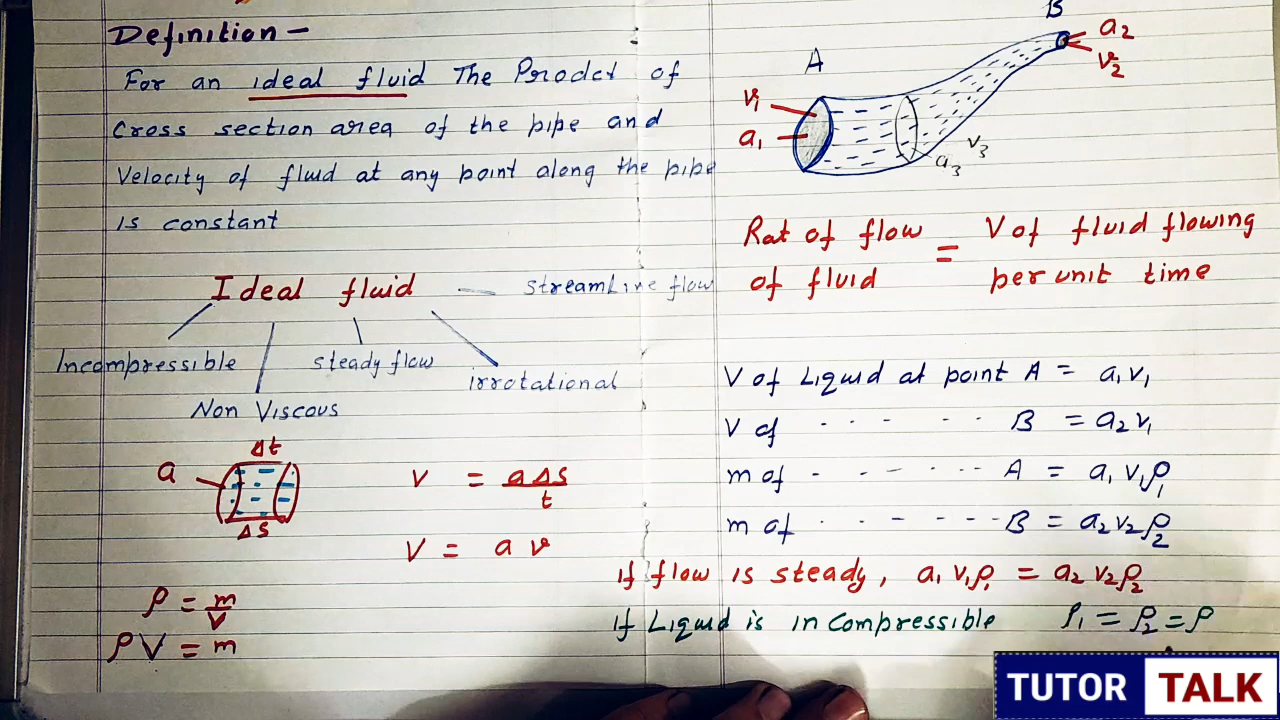 Definition -
For an ideal fluid The Prodct of
Cross section area of the pipe and
Velocity of fluid at any point along the pipe
is constant
Ideal fluid — StreamLine flow
Incompressible
steady flow
irrotational
Non Viscous
Δt
a
Δs
V = aΔs/t
V = a v
ρ = m/V
ρV = m
B
a₂
v₂
A
v₁
a₁
v₃
a₃
Rat of flow of fluid = V of fluid flowing per unit time
V of Liquid at point A = a₁v₁
V of - - - - - B = a₂v₁
m of - - - - - A = a₁v₁ρ₁
m of - - - - - B = a₂v₂ρ₂
If flow is steady, a₁v₁ρ₁ = a₂v₂ρ₂
If Liquid is incompressible ρ₁ = ρ₂ = ρ
TUTOR TALK